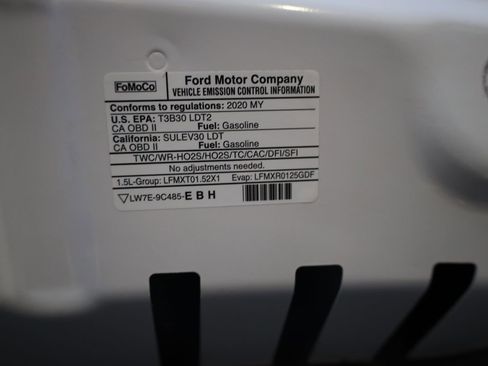 FoMoCo
Ford Motor Company
VEHICLE EMISSION CONTROL INFORMATION
Conforms to regulations: 2020 MY
U.S. EPA: T3B30 LDT2
CA OBD II Fuel: Gasoline
California: SULEV30 LDT
CA OBD II Fuel: Gasoline
TWC/WR-HO2S/HO2S/TC/CAC/DFI/SFI
No adjustments needed.
1.5L-Group: LFMXT01.52X1 Evap: LFMXR0125GDF
LW7E-9C485-EBH